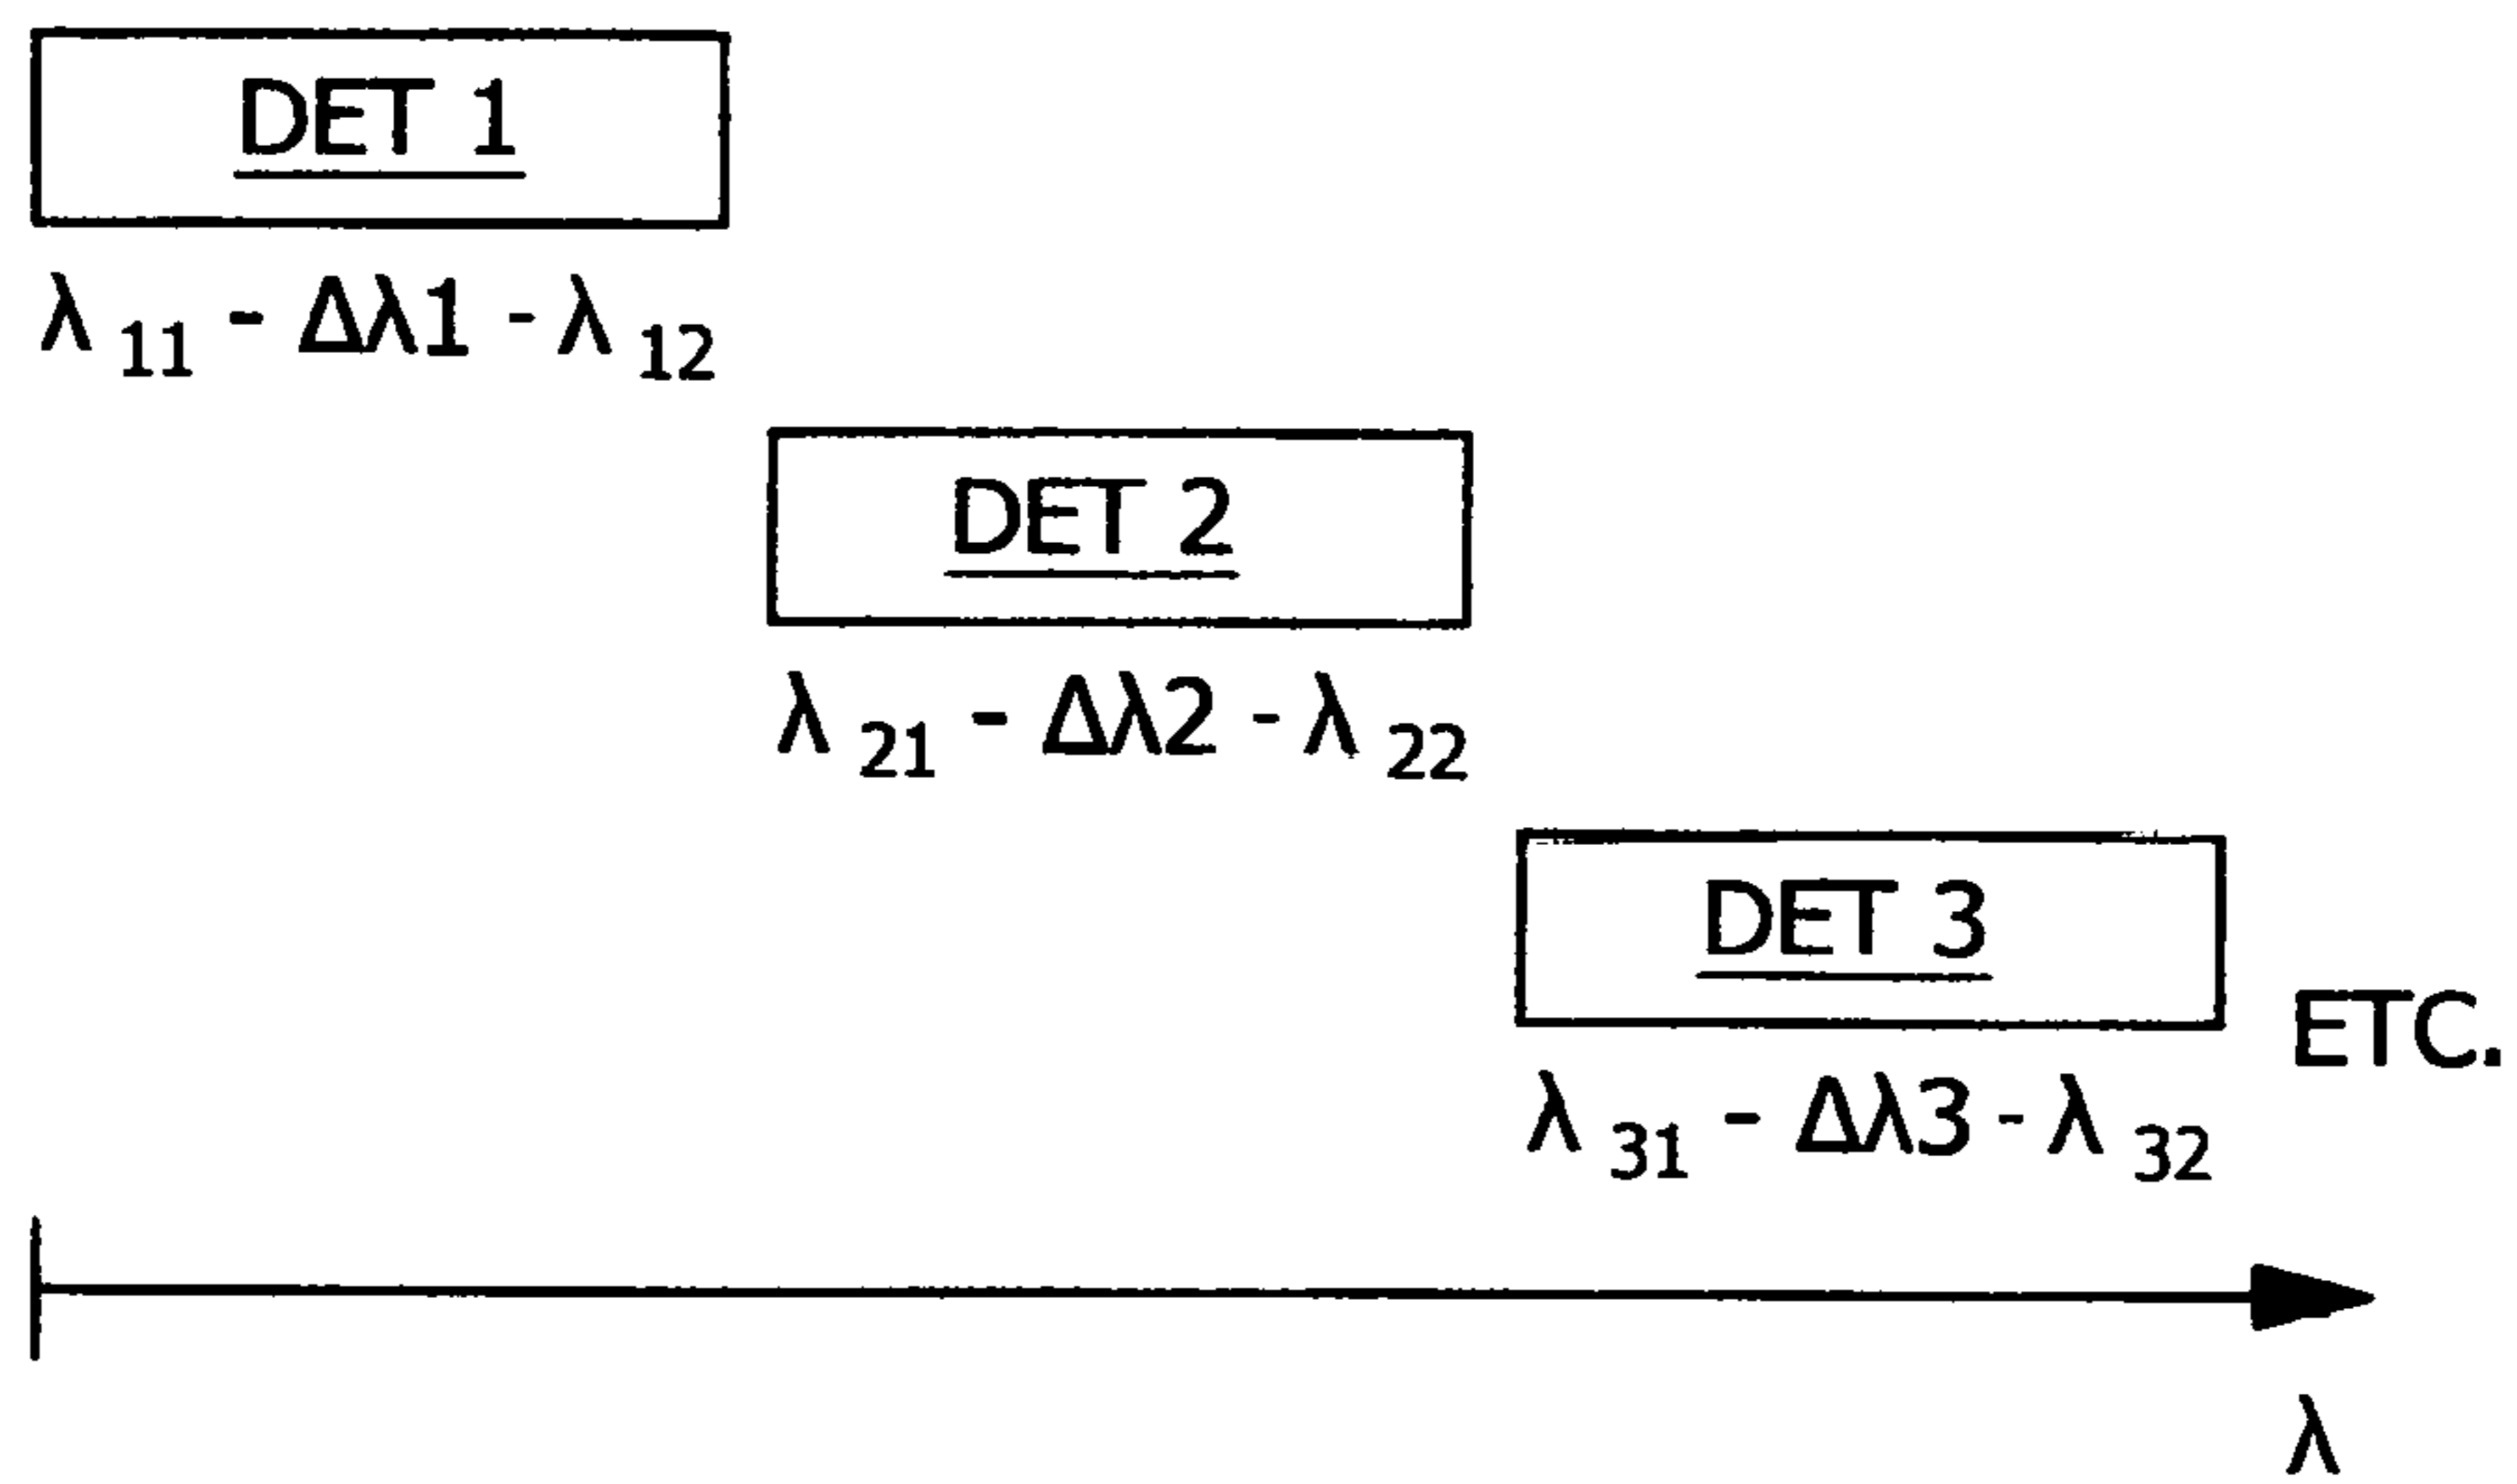 DET 1
λ 11 - Δλ1 - λ 12
DET 2
λ 21 - Δλ2 - λ 22
DET 3
ETC.
λ 31 - Δλ3 - λ 32
λ